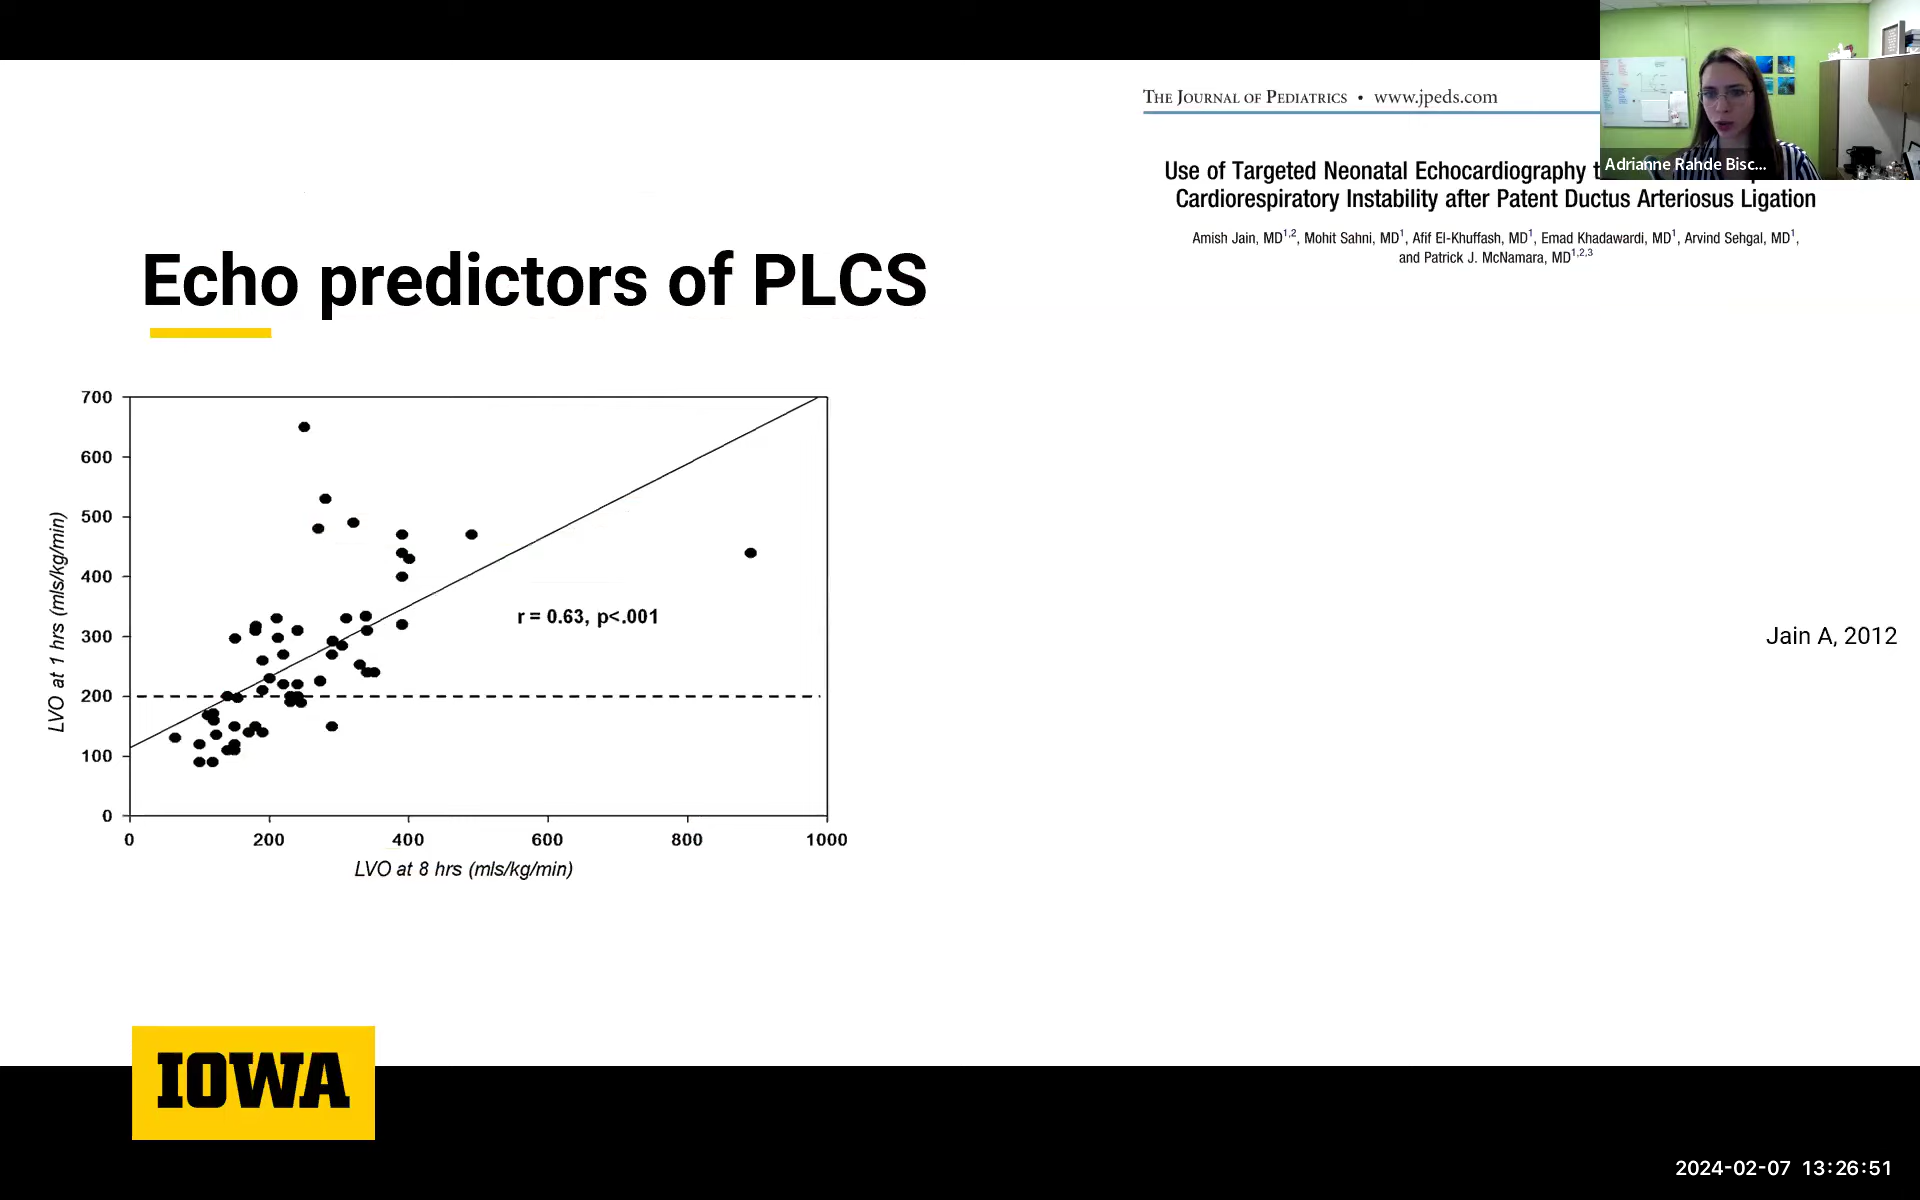 THE JOURNAL OF PEDIATRICS • www.jpeds.com
Use of Targeted Neonatal Echocardiography
Cardiorespiratory Instability after Patent Ductus Arteriosus Ligation
Amish Jain, MD1,2, Mohit Sahni, MD1, Afif El-Khuffash, MD1, Emad Khadawardi, MD1, Arvind Sehgal, MD1,
and Patrick J. McNamara, MD1,2,3
Adrianne Rahde Bisc...
Echo predictors of PLCS
700
600
500
400
300
200
100
0
LVO at 1 hrs (mls/kg/min)
r = 0.63, p<.001
0 200 400 600 800 1000
LVO at 8 hrs (mls/kg/min)
Jain A, 2012
IOWA
2024-02-07 13:26:51